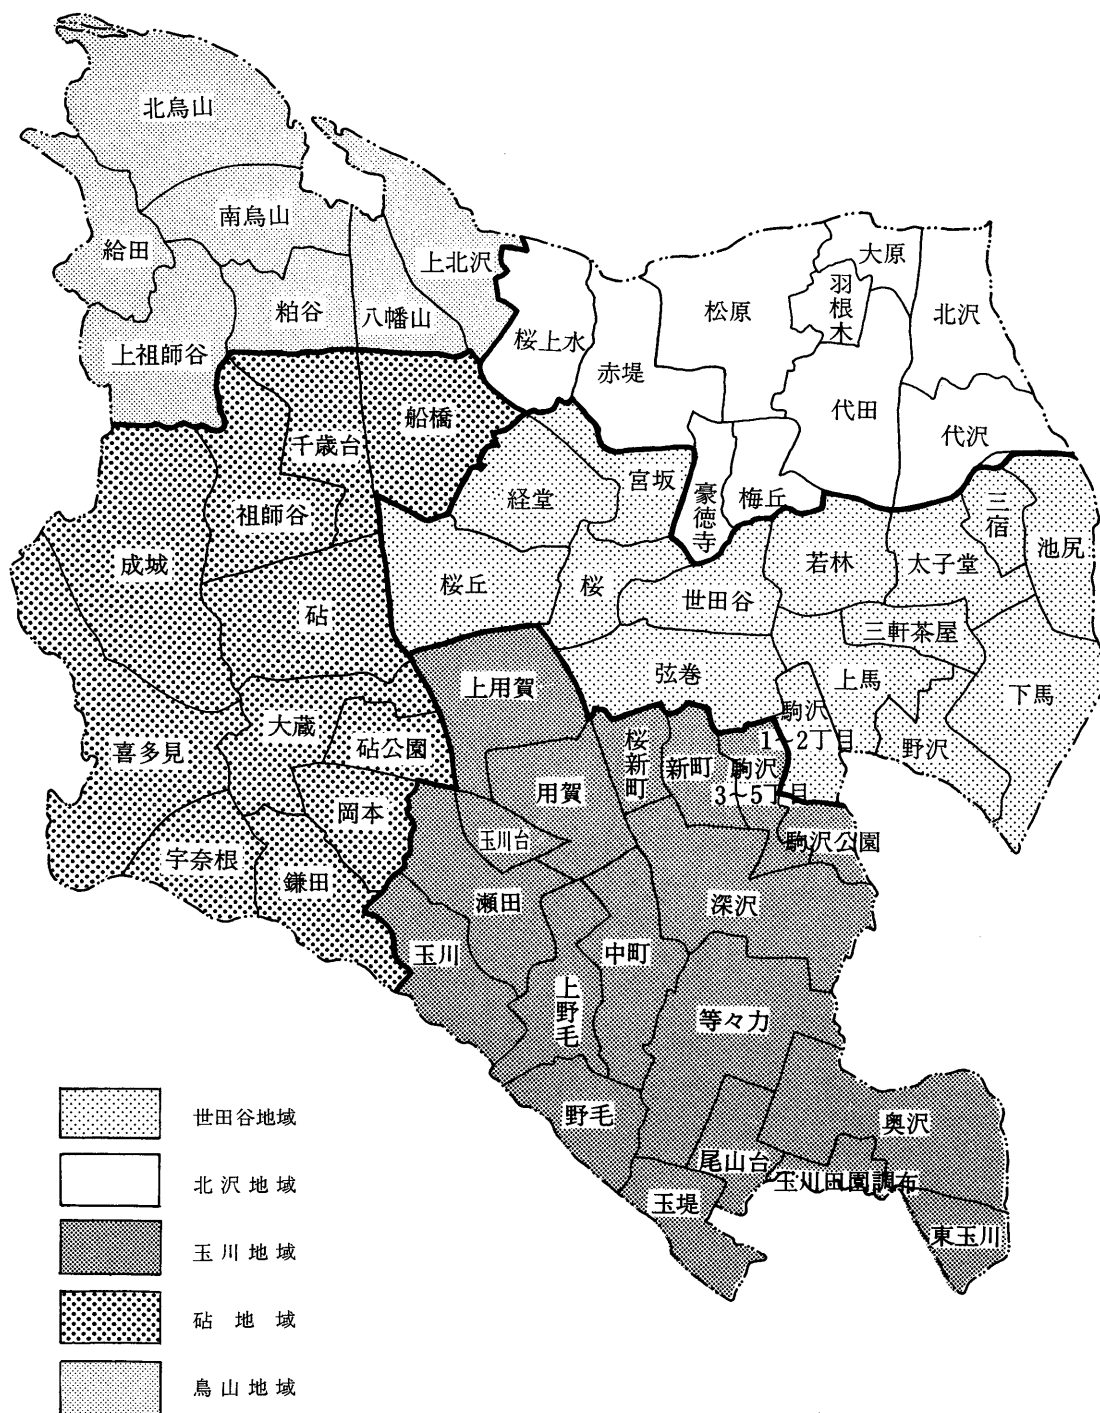 北烏山
南烏山
給田
上北沢
粕谷
八幡山
上祖師谷
大原
羽根木
松原
北沢
桜上水
赤堤
代田
代沢
船橋
千歳台
祖師谷
成城
砧
経堂
宮坂
豪徳寺
梅丘
三宿
池尻
若林
太子堂
桜丘
桜
世田谷
三軒茶屋
弦巻
上馬
下馬
駒沢
1~2丁目
野沢
上用賀
大蔵
砧公園
喜多見
岡本
宇奈根
鎌田
桜新町
新町
駒沢
3~5丁目
用賀
玉川台
駒沢公園
瀬田
深沢
玉川
中町
上野毛
等々力
野毛
奥沢
尾山台
玉川田園調布
玉堤
東玉川
世田谷地域
北沢地域
玉川地域
砧地域
烏山地域